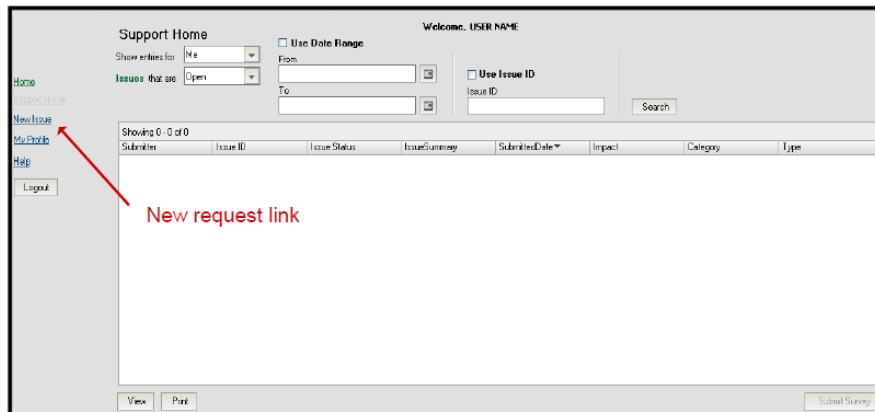 Welcome, USER NAME
Support Home
Use Date Range
Show entries for Me
From
Issues that are Open
Use Issue ID
To
Issue ID
Search
Home
Support Home
New Issue
My Profile
Help
Logout
Showing 0 - 0 of 0
Submitter Issue ID Issue Status IssueSummary SubmittedDate Impact Category Type
New request link
View Print Submit Survey